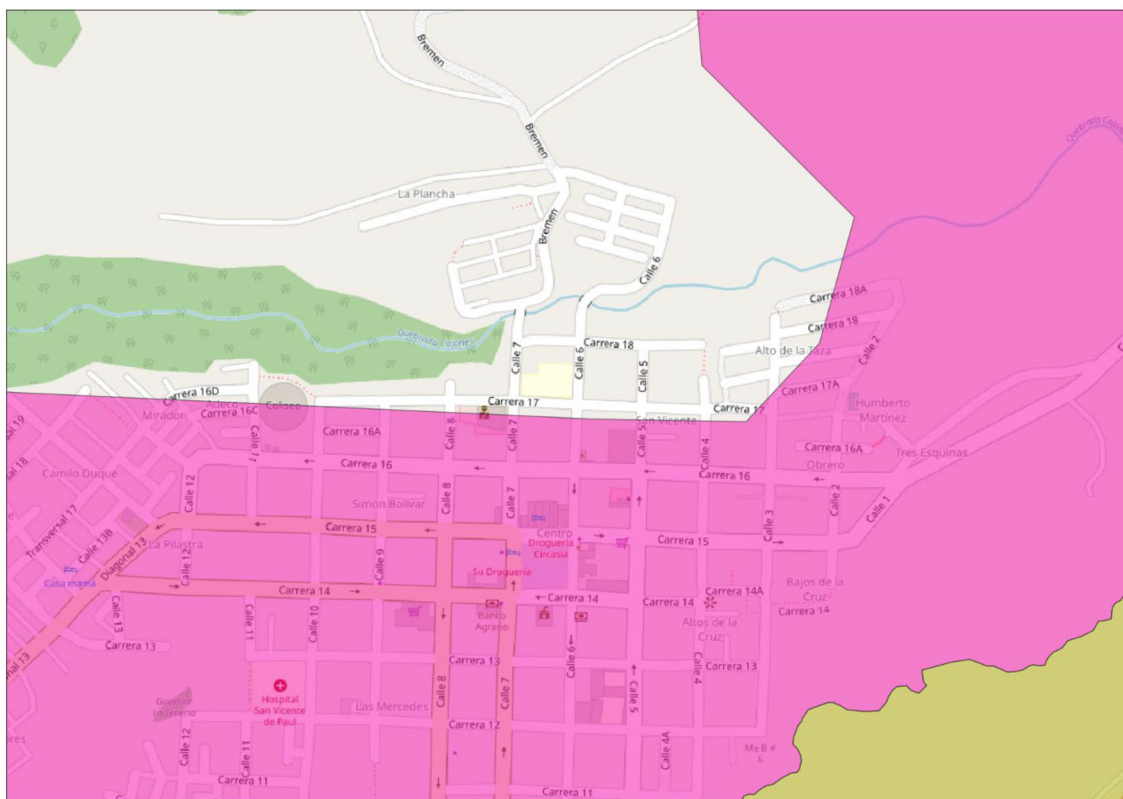 Bremen
Bremen
La Plancha
Bremen
Calle 6
Quebrada Cajones
Carrera 18A
Carrera 18
Alto de la Taza
Calle 2
Quebrada Cajones
Calle 7
Carrera 18
Calle 6
Calle 5
Carrera 16D
Carrera 17A
Carrera 17
Carrera 17
Humberto
Martínez
Mirador
Carrera 16C
Coliseo
San Vicente
Carrera 16A
Calle 8
Calle 7
Calle 5
Calle 4
Carrera 16A
Tres Esquinas
Calle 11
Camilo Duque
Carrera 16
Carrera 16
Obrero
Calle 12
Simón Bolívar
Calle 8
Calle 7
Calle 3
Calle 2
Calle 1
Transversal 17
Calle 13B
Carrera 15
Centro
Carrera 15
La Pilastra
Droguería
Circasia
Diagonal 13
Calle 12
Calle 9
Su Droguería
Casa mama
Carrera 14
Carrera 14
Carrera 14
Carrera 14A
Bajos de la
Cruz
Carrera 14
Banco
Agrario
Altos de la
Cruz
Calle 13
Calle 11
Calle 10
Carrera 13
Carrera 13
Calle 6
Carrera 13
Calle 4
Calle 8
Calle 7
Calle 5
Hospital
San Vicente
de Paul
Las Mercedes
Carrera 12
Calle 12
Calle 11
Calle 4A
Me B #
6
Carrera 11
Carrera 11